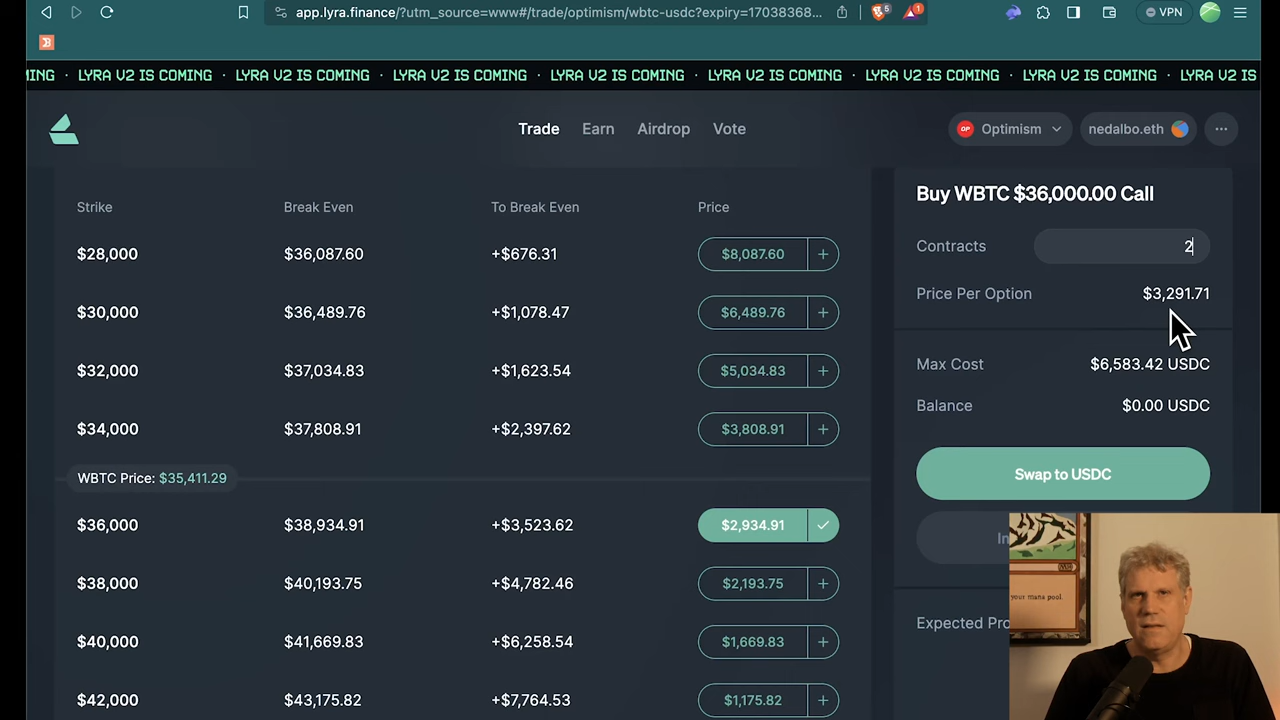 app.lyra.finance/?utm_source=www#/trade/optimism/wbtc-usdc?expiry=17038368...
5
1
VPN
B
ING · LYRA V2 IS COMING · LYRA V2 IS COMING · LYRA V2 IS COMING · LYRA V2 IS COMING · LYRA V2 IS COMING · LYRA V2 IS COMING · LYRA V2 IS COMING · LYRA V2 IS
Trade Earn Airdrop Vote
OP Optimism nedalbo.eth ...
Strike Break Even To Break Even Price
$28,000 $36,087.60 +$676.31 $8,087.60 +
$30,000 $36,489.76 +$1,078.47 $6,489.76 +
$32,000 $37,034.83 +$1,623.54 $5,034.83 +
$34,000 $37,808.91 +$2,397.62 $3,808.91 +
WBTC Price: $35,411.29
$36,000 $38,934.91 +$3,523.62 $2,934.91
$38,000 $40,193.75 +$4,782.46 $2,193.75 +
$40,000 $41,669.83 +$6,258.54 $1,669.83 +
$42,000 $43,175.82 +$7,764.53 $1,175.82 +
Buy WBTC $36,000.00 Call
Contracts 2
Price Per Option $3,291.71
Max Cost $6,583.42 USDC
Balance $0.00 USDC
Swap to USDC
In
Expected Pro
your mana pool.